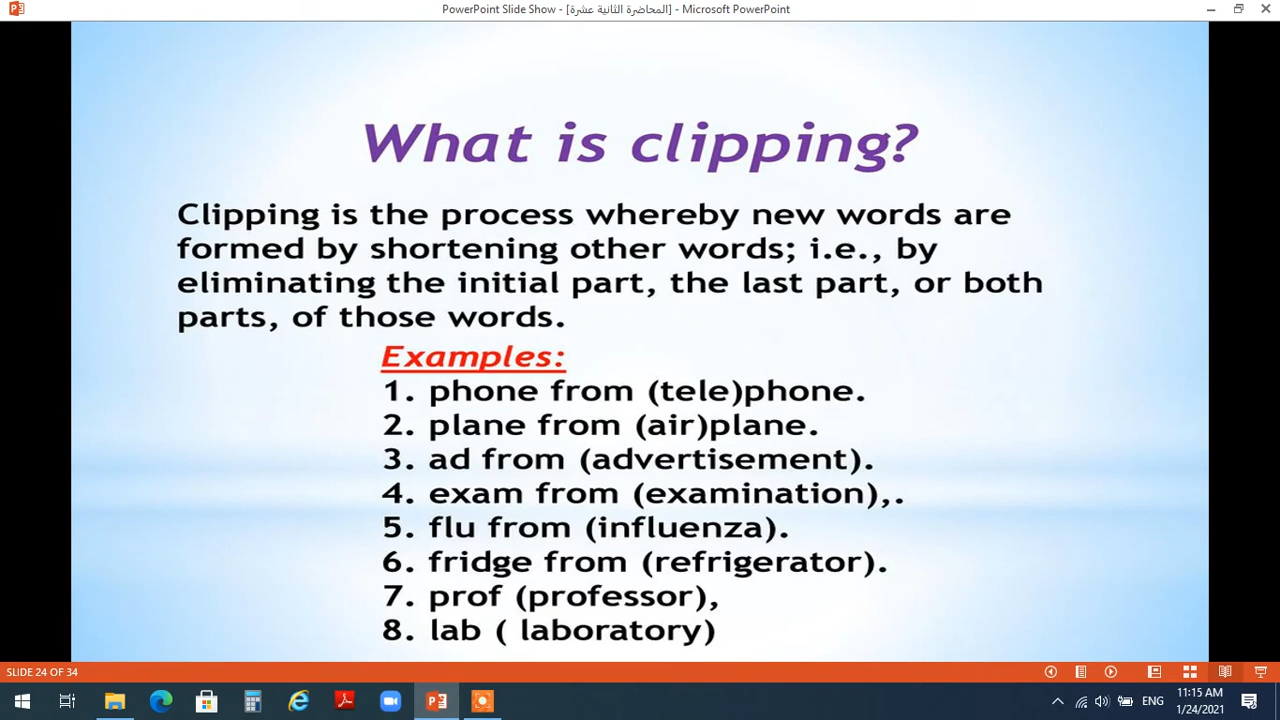 PowerPoint Slide Show - [المحاضرة الثانية عشرة] - Microsoft PowerPoint
What is clipping?
Clipping is the process whereby new words are
formed by shortening other words; i.e., by
eliminating the initial part, the last part, or both
parts, of those words.
Examples:
1. phone from (tele)phone.
2. plane from (air)plane.
3. ad from (advertisement).
4. exam from (examination),.
5. flu from (influenza).
6. fridge from (refrigerator).
7. prof (professor),
8. lab ( laboratory)
SLIDE 24 OF 34
ENG
11:15 AM
1/24/2021